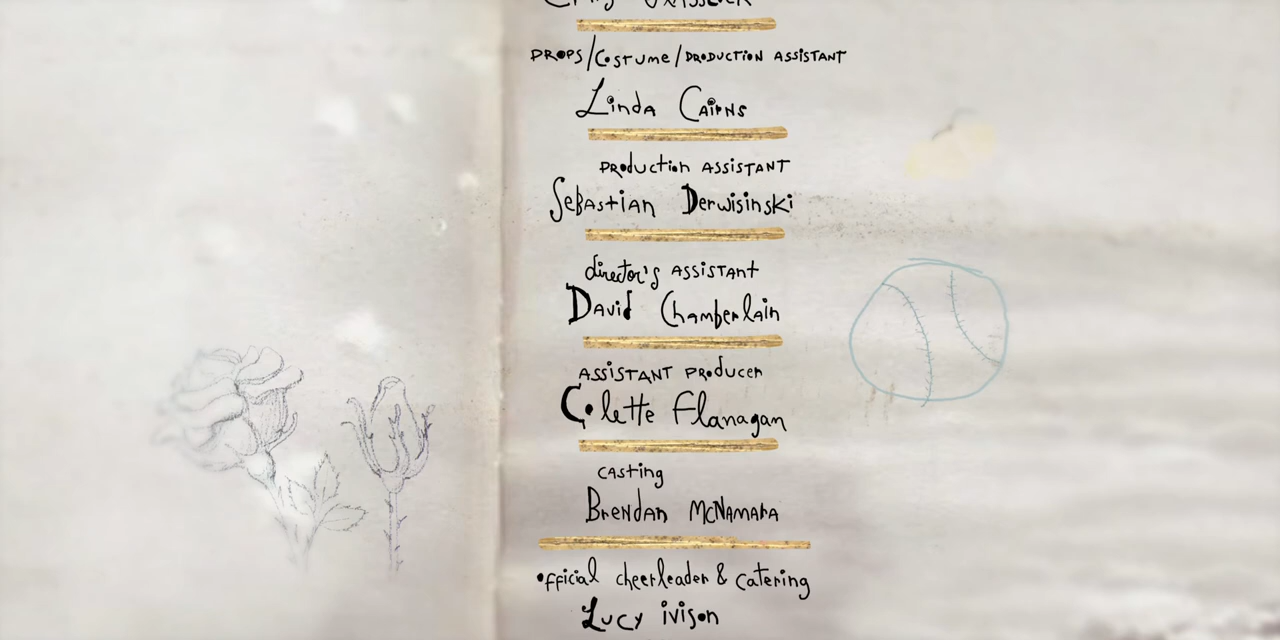 PROPS/COSTUME/PRODUCTION ASSISTANT
Linda Cairns
PRODUCTION ASSISTANT
Sebastian Derwisinski
director's ASSISTANT
David Chamberlain
ASSISTANT PRODUCER
Colette Flanagan
CASTING
Brendan McNamara
official cheerleader & catering
Lucy ivison